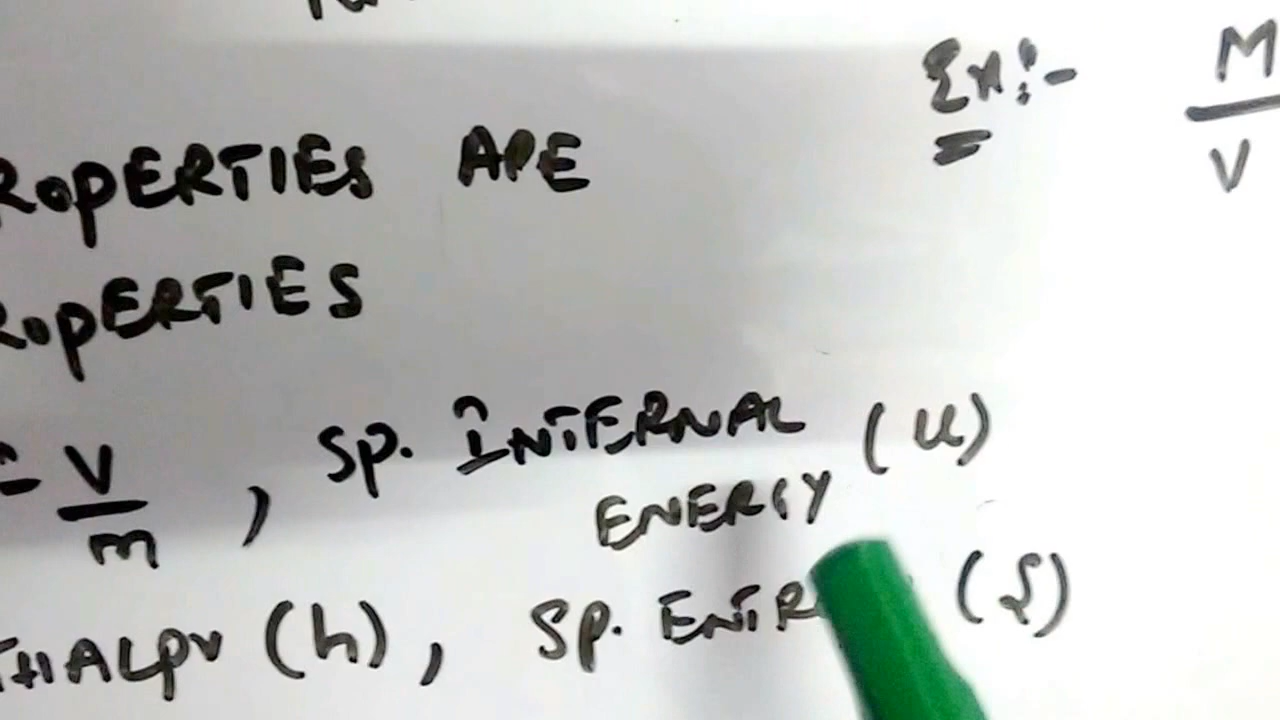 Ex:- M/V
ROPERTIES ARE
ROPERTIES
= V/m, SP. INTERNAL (u)
ENERGY
THALPY (h), SP. ENTR (s)